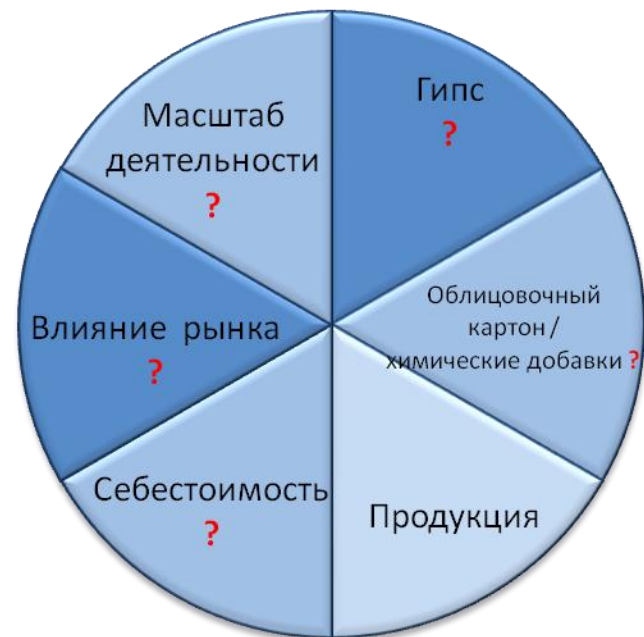 Гипс
?
Облицовочный
картон /
химические добавки ?
Продукция
Себестоимость
?
Влияние рынка
?
Масштаб
деятельности
?